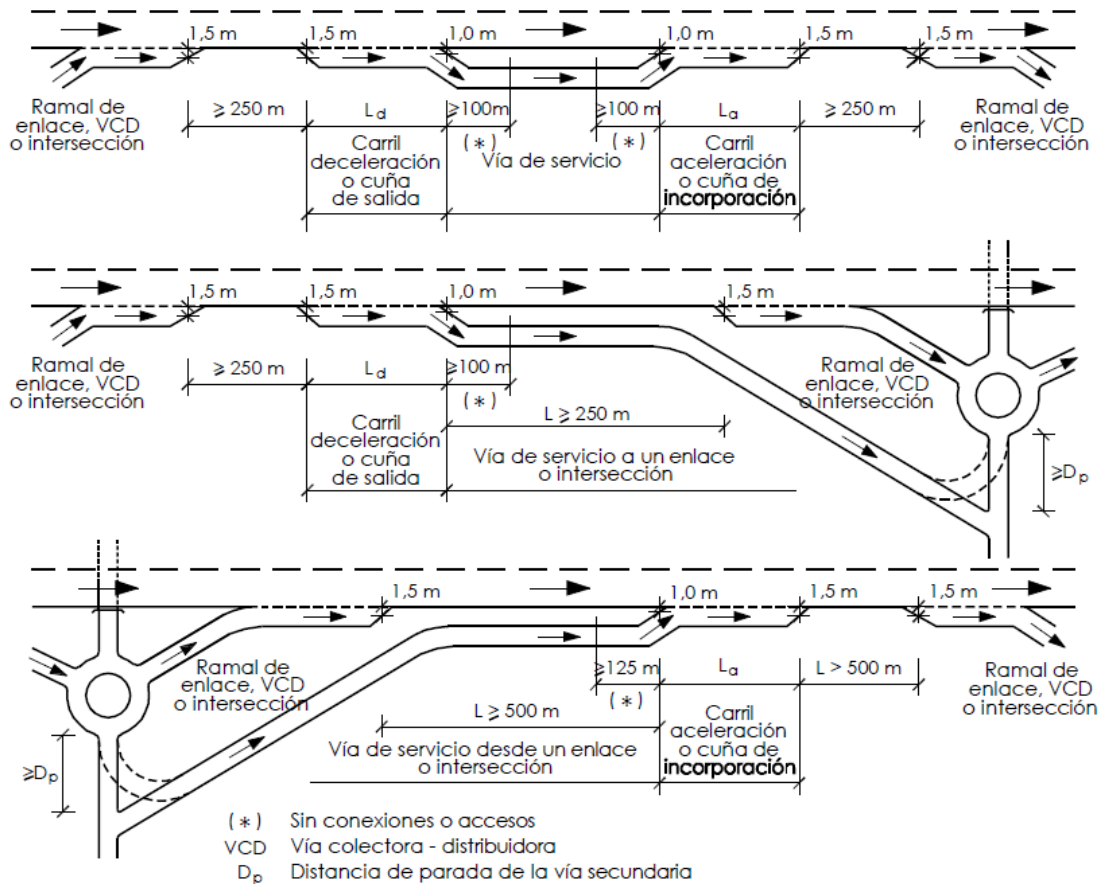 1,5 m 1,5 m 1,0 m 1,0 m 1,5 m 1,5 m
Ramal de
enlace, VCD
o intersección
⩾ 250 m
L d
⩾100m
(*)
⩾100 m
(*)
L a
⩾ 250 m
Ramal de
enlace, VCD
o intersección
Carril
deceleración
o cuña
de salida
Vía de servicio
Carril
aceleración
o cuña de
incorporación
1,5 m 1,5 m 1,0 m 1,5 m
Ramal de
enlace, VCD
o intersección
⩾ 250 m
L d
⩾100 m
(*)
Ramal de
enlace, VCD
o intersección
L ⩾ 250 m
Carril
deceleración
o cuña
de salida
Vía de servicio a un enlace
o intersección
⩾D p
1,5 m 1,0 m 1,5 m 1,5 m
Ramal de
enlace, VCD
o intersección
⩾125 m
(*)
L a
L > 500 m
Ramal de
enlace, VCD
o intersección
L ⩾ 500 m
Carril
aceleración
o cuña de
incorporación
Vía de servicio desde un enlace
o intersección
⩾D p
(*) Sin conexiones o accesos
VCD Vía colectora - distribuidora
D p Distancia de parada de la vía secundaria